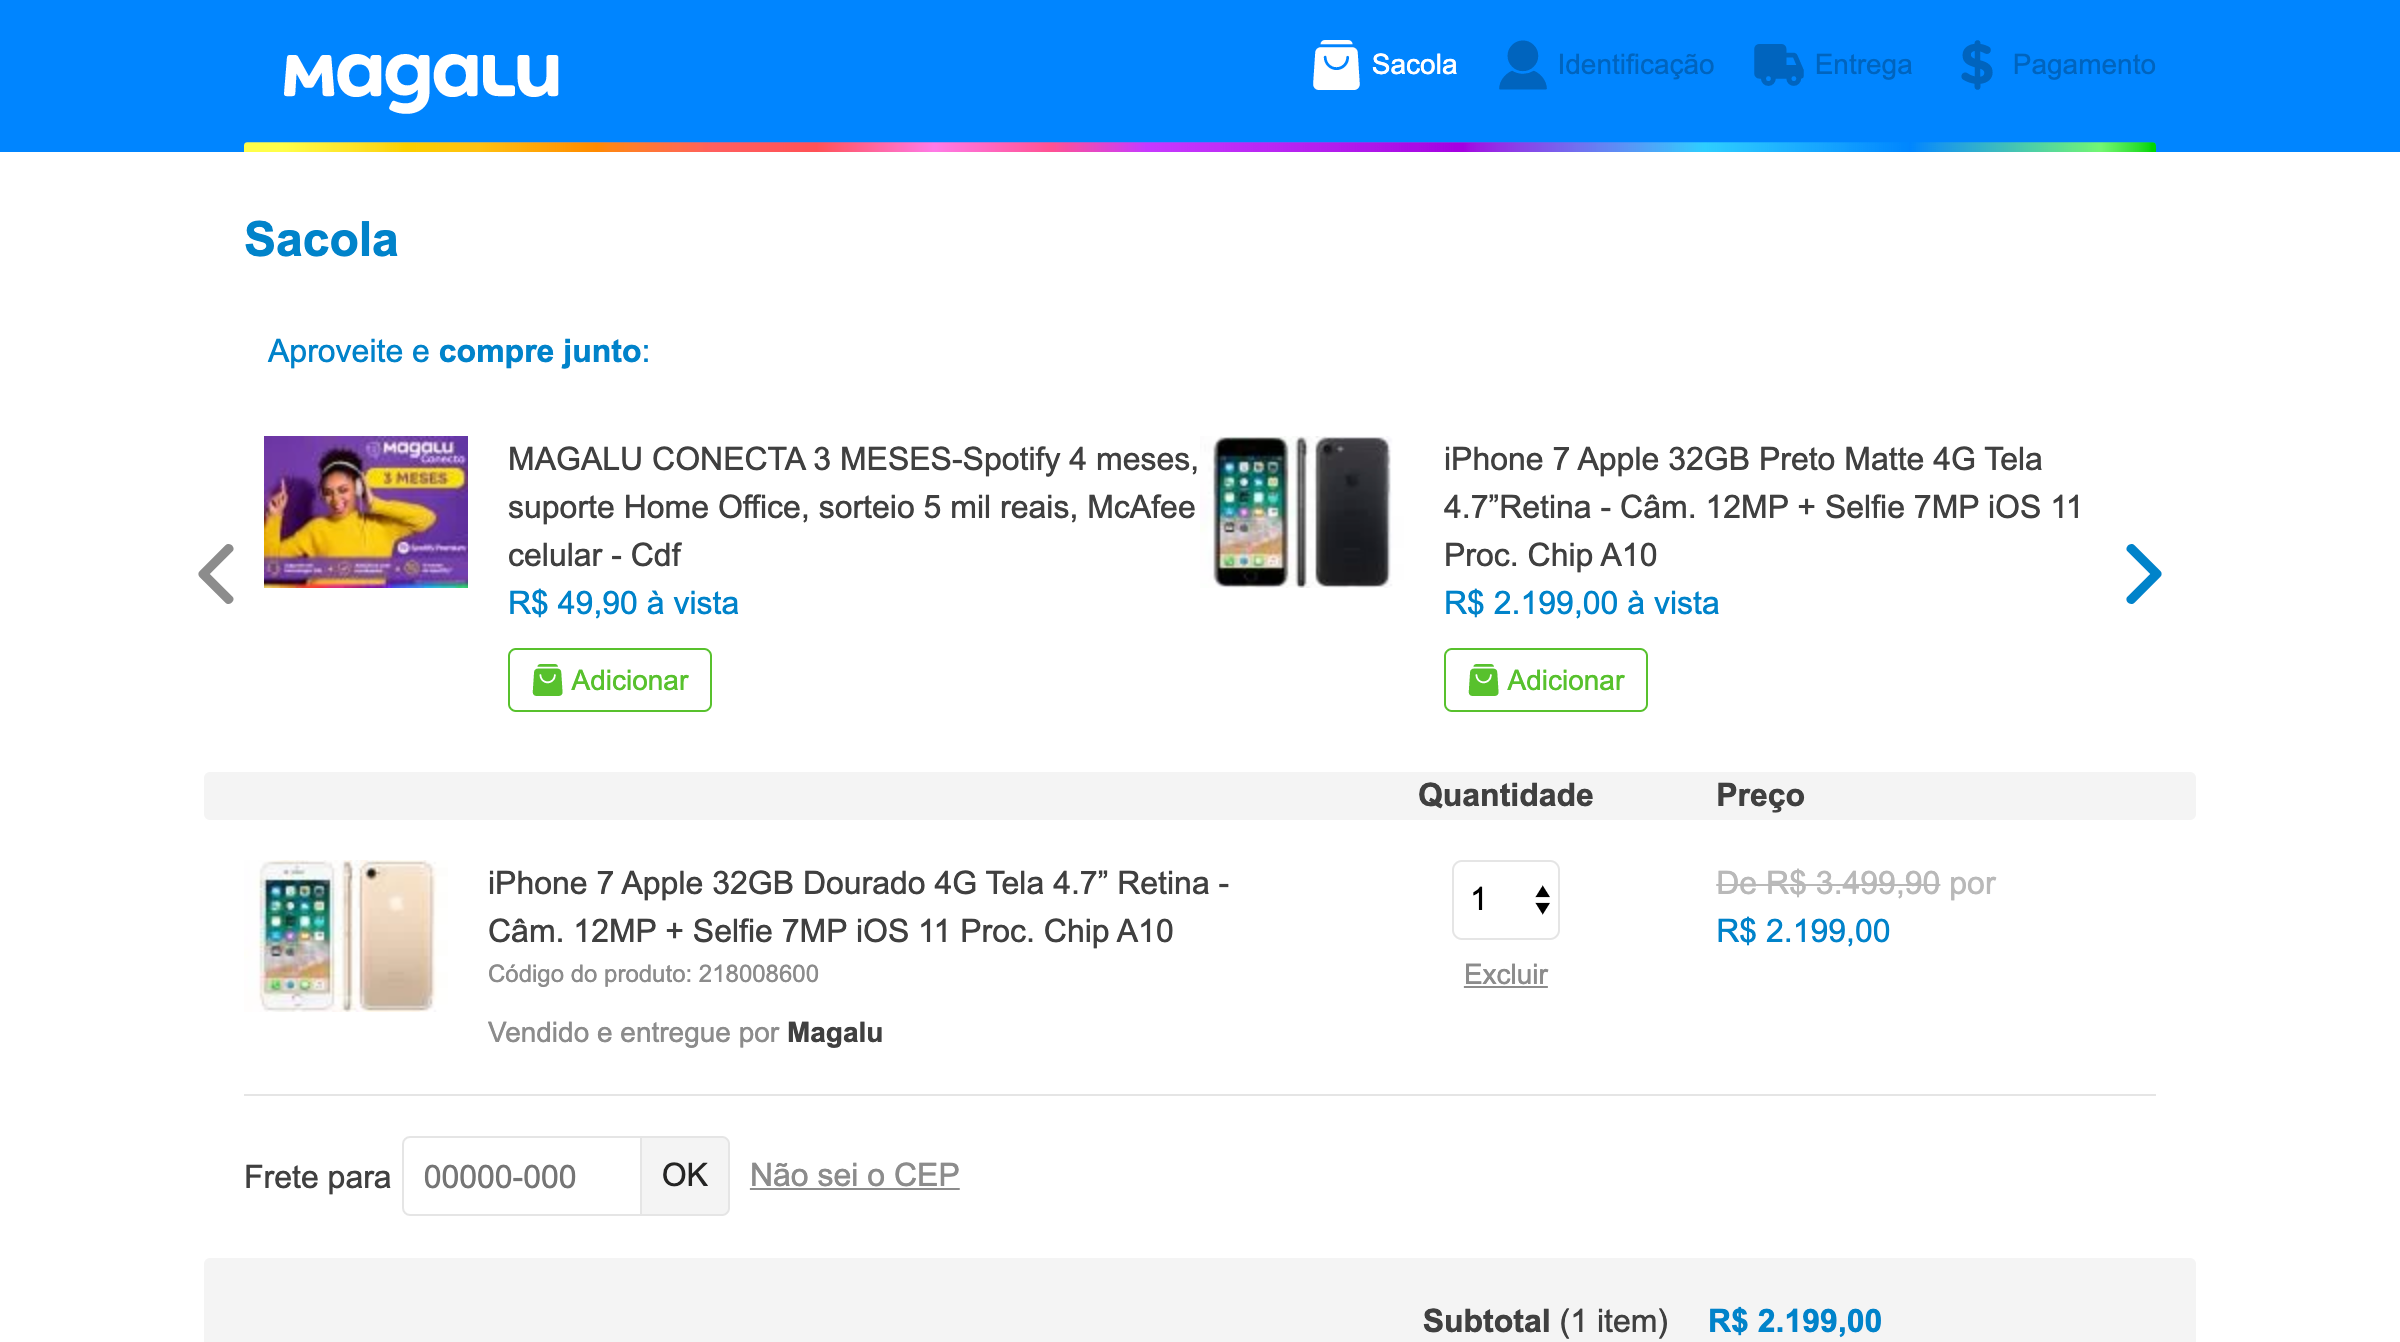 Magalu
Sacola
Identificação
Entrega
Pagamento
Sacola
Aproveite e compre junto:
MAGALU
3 MESES
MAGALU CONECTA 3 MESES-Spotify 4 meses,
suporte Home Office, sorteio 5 mil reais, McAfee
celular - Cdf
R$ 49,90 à vista
Adicionar
iPhone 7 Apple 32GB Preto Matte 4G Tela
4.7”Retina - Câm. 12MP + Selfie 7MP iOS 11
Proc. Chip A10
R$ 2.199,00 à vista
Adicionar
Quantidade
Preço
iPhone 7 Apple 32GB Dourado 4G Tela 4.7” Retina -
Câm. 12MP + Selfie 7MP iOS 11 Proc. Chip A10
Código do produto: 218008600
Vendido e entregue por Magalu
1
Excluir
De R$ 3.499,90 por
R$ 2.199,00
Frete para
00000-000
OK
Não sei o CEP
Subtotal (1 item)
R$ 2.199,00